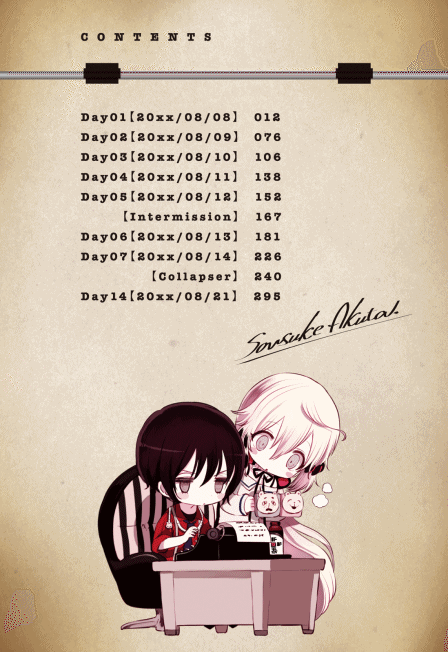 CONTENTS
Day01【20xx/08/08】 012
Day02【20xx/08/09】 076
Day03【20xx/08/10】 106
Day04【20xx/08/11】 138
Day05【20xx/08/12】 152
【Intermission】 167
Day06【20xx/08/13】 181
Day07【20xx/08/14】 226
【Collapser】 240
Day14【20xx/08/21】 295
Sousuke Akurai.